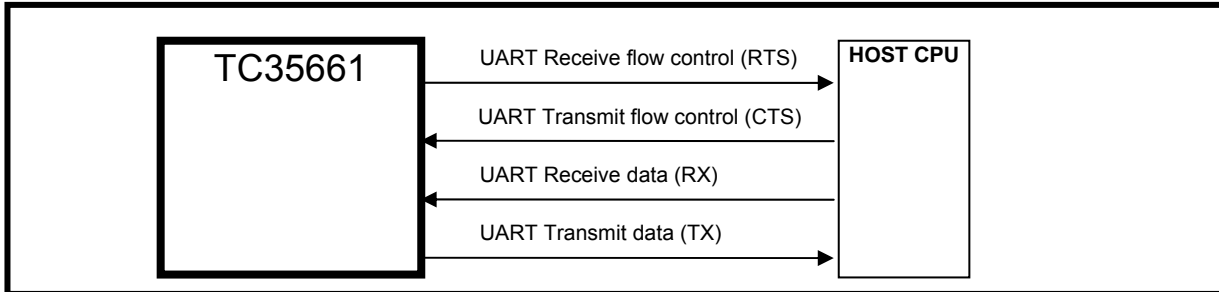 TC35661
UART Receive flow control (RTS)
HOST CPU
UART Transmit flow control (CTS)
UART Receive data (RX)
UART Transmit data (TX)